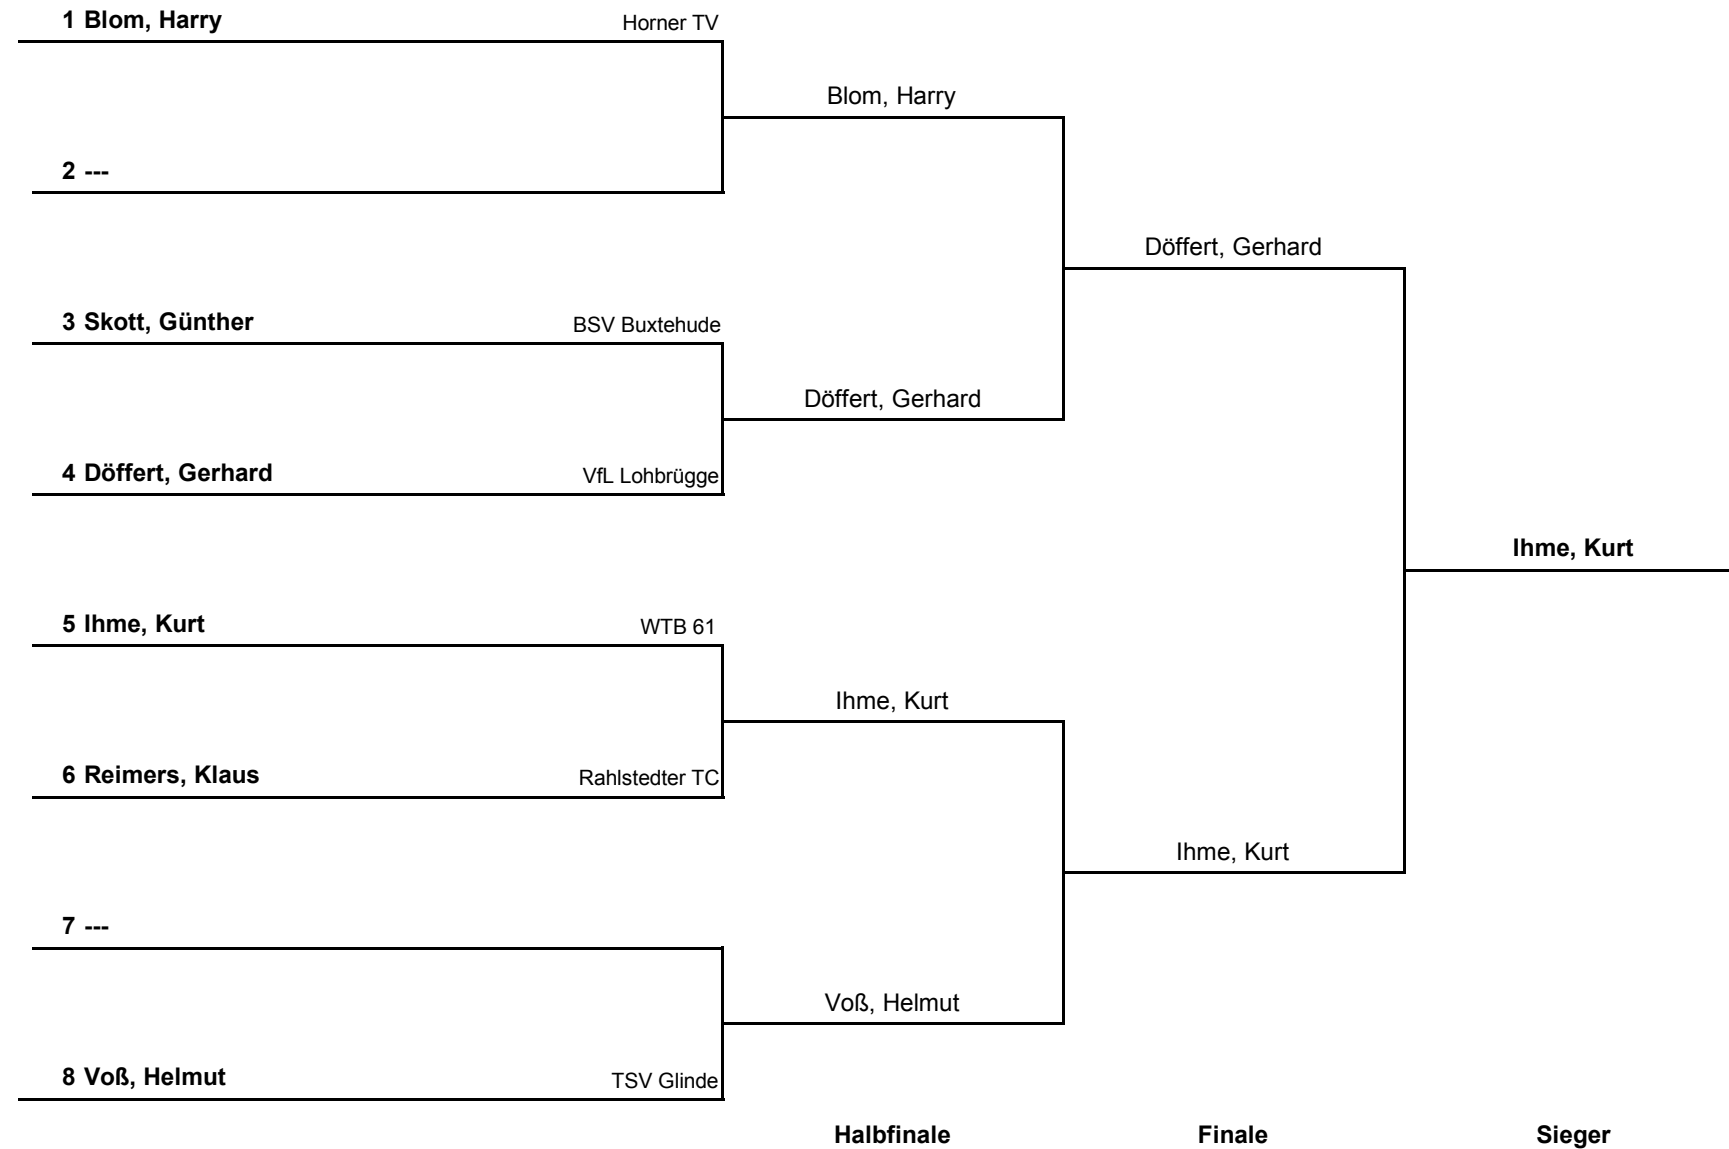 1 Blom, Harry Horner TV
Blom, Harry
2 ---
Döffert, Gerhard
3 Skott, Günther BSV Buxtehude
Döffert, Gerhard
4 Döffert, Gerhard VfL Lohbrügge
Ihme, Kurt
5 Ihme, Kurt WTB 61
Ihme, Kurt
6 Reimers, Klaus Rahlstedter TC
Ihme, Kurt
7 ---
Voß, Helmut
8 Voß, Helmut TSV Glinde
Halbfinale Finale Sieger